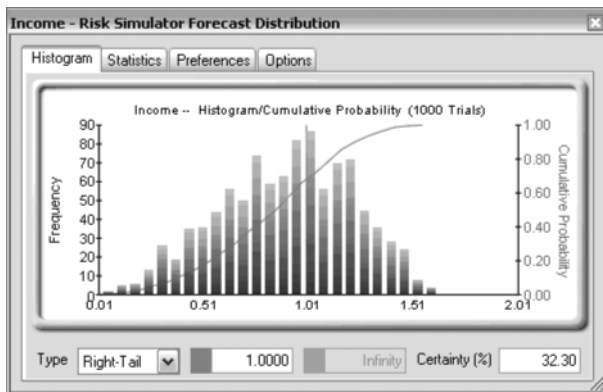 Income - Risk Simulator Forecast Distribution
Histogram Statistics Preferences Options
Income -- Histogram/Cumulative Probability (1000 Trials)
90
80
70
60
50
40
30
20
10
0
Frequency
0.01 0.51 1.01 1.51 2.01
1.00
0.80
0.60
0.40
0.20
0.00
Cumulative Probability
Type Right-Tail 1.0000 Infinity Certainty (%) 32.30